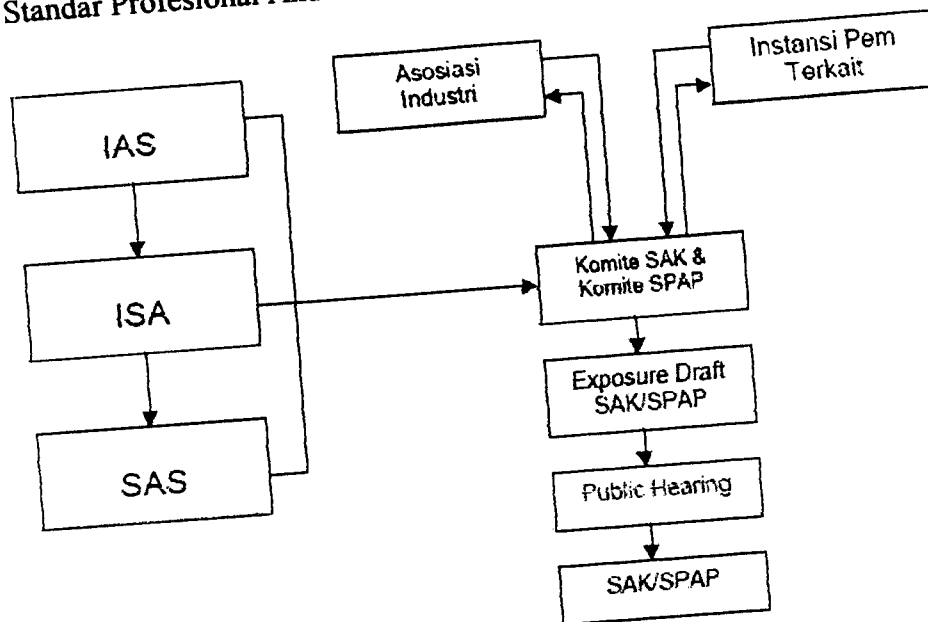 Standar Profesional
IAS
ISA
SAS
Asosiasi
Industri
Instansi Pem
Terkait
Komite SAK &
Komite SPAP
Exposure Draft
SAK/SPAP
Public Hearing
SAK/SPAP